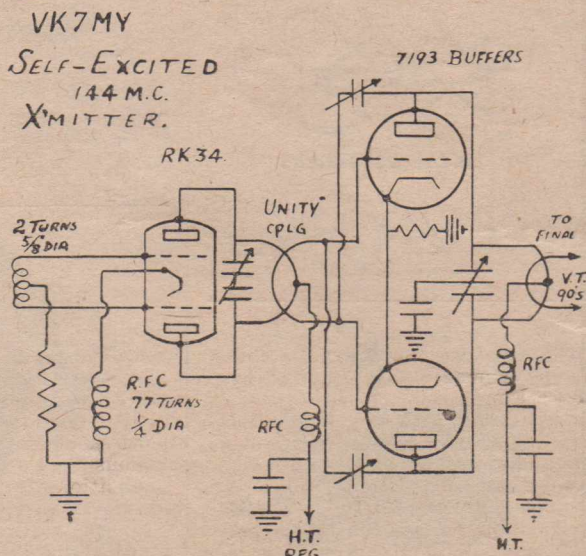 VK7MY
SELF-EXCITED
144 M.C.
X'MITTER.
7193 BUFFERS
RK34.
2 TURNS
5/8 DIA
UNITY
CPLG
TO
FINAL
V.T.
90's
R.F.C
77 TURNS
1/4 DIA
RFC
RFC
H.T.
REG
H.T.